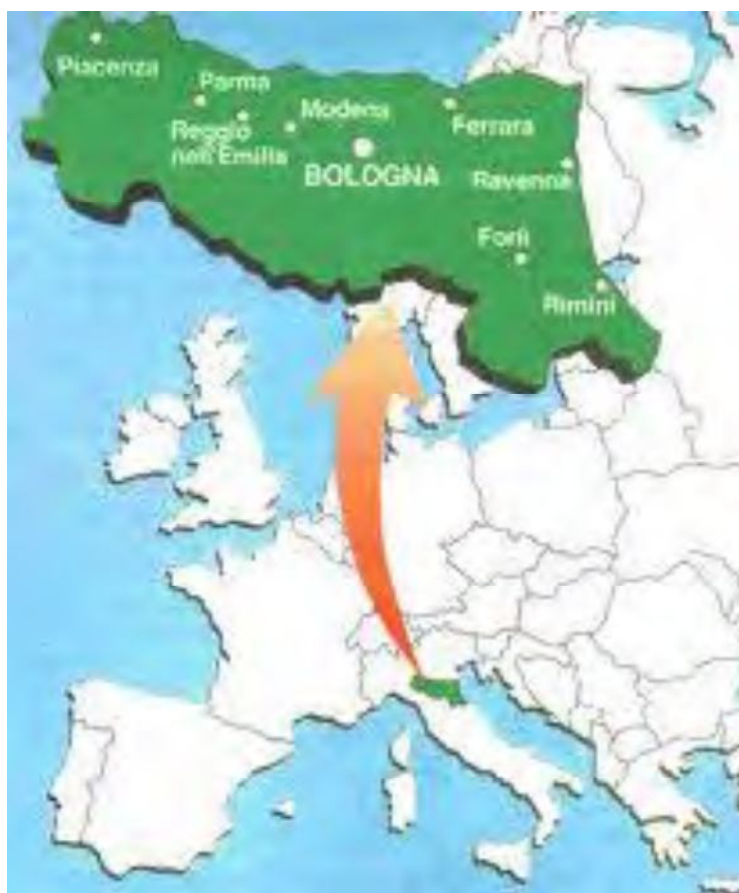 Piacenza
Parma
Reggio
nell'Emilia
Modena
BOLOGNA
Ferrara
Ravenna
Forlì
Rimini